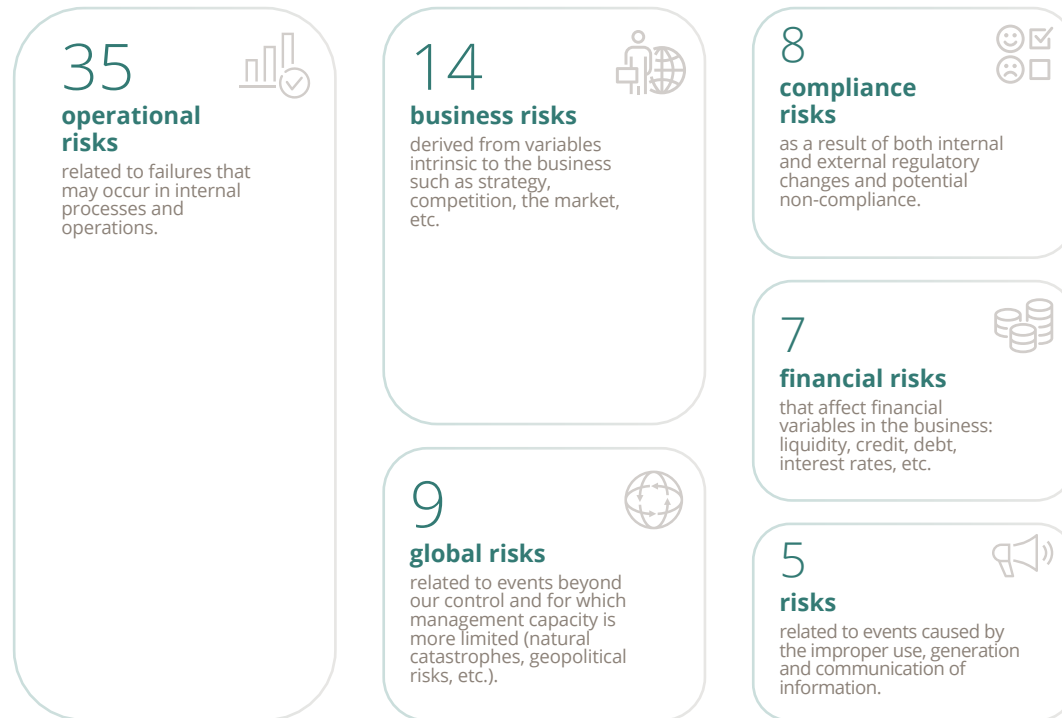 35
operational
risks
related to failures that
may occur in internal
processes and
operations.
14
business risks
derived from variables
intrinsic to the business
such as strategy,
competition, the market,
etc.
9
global risks
related to events beyond
our control and for which
management capacity is
more limited (natural
catastrophes, geopolitical
risks, etc.).
8
compliance
risks
as a result of both internal
and external regulatory
changes and potential
non-compliance.
7
financial risks
that affect financial
variables in the business:
liquidity, credit, debt,
interest rates, etc.
5
risks
related to events caused by
the improper use, generation
and communication of
information.